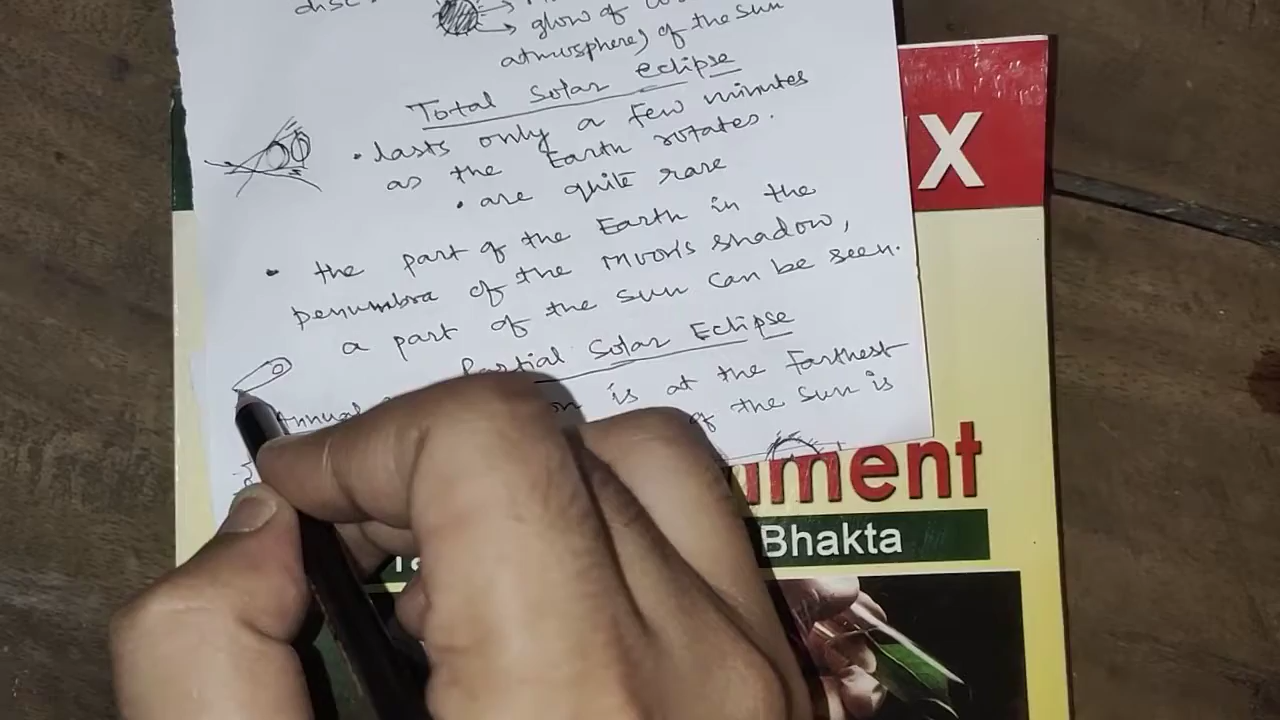 disc.
glow of
atmosphere) of the Sun
Total Solar eclipse
• lasts only a few minutes
as the Earth rotates.
• are quite rare
• the part of the Earth in the
penumbra of the Moon's shadow,
a part of the sun can be seen.
Partial Solar Eclipse
is at the farthest
of the sun is
X
ument
Bhakta